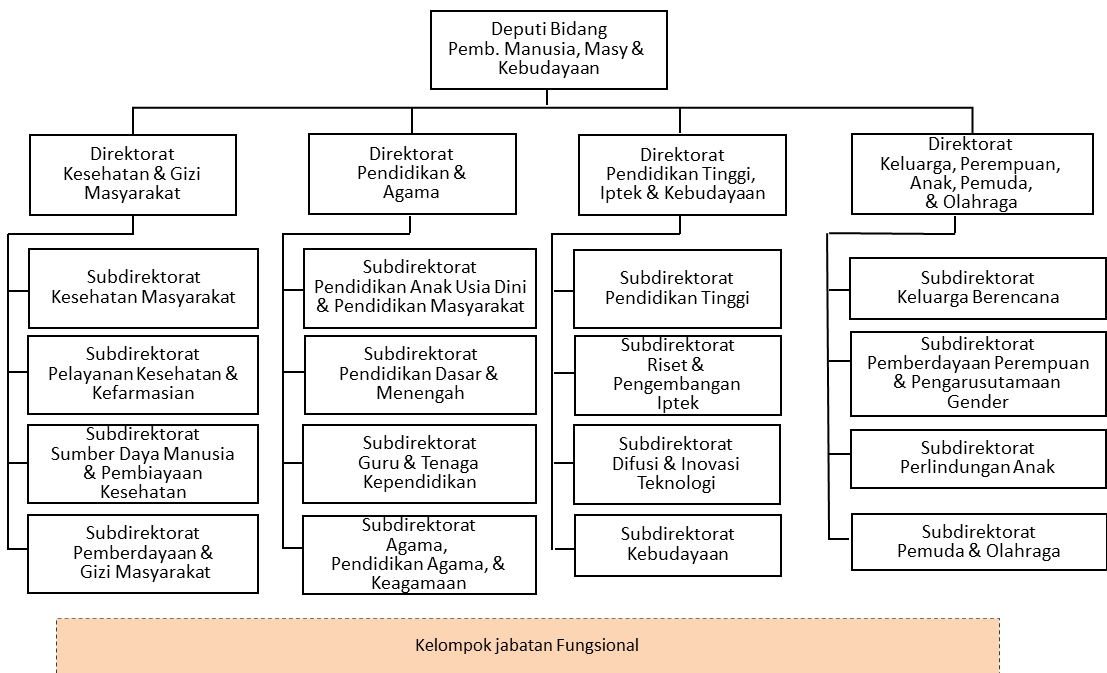 Deputi Bidang
Pemb. Manusia, Masy &
Kebudayaan
Direktorat
Kesehatan & Gizi
Masyarakat
Direktorat
Pendidikan &
Agama
Direktorat
Pendidikan Tinggi,
Iptek & Kebudayaan
Direktorat
Keluarga, Perempuan,
Anak, Pemuda,
& Olahraga
Subdirektorat
Kesehatan Masyarakat
Subdirektorat
Pelayanan Kesehatan &
Kefarmasian
Subdirektorat
Sumber Daya Manusia
& Pembiayaan
Kesehatan
Subdirektorat
Pemberdayaan &
Gizi Masyarakat
Subdirektorat
Pendidikan Anak Usia Dini
& Pendidikan Masyarakat
Subdirektorat
Pendidikan Dasar &
Menengah
Subdirektorat
Guru & Tenaga
Kependidikan
Subdirektorat
Agama,
Pendidikan Agama, &
Keagamaan
Subdirektorat
Pendidikan Tinggi
Subdirektorat
Riset &
Pengembangan
Iptek
Subdirektorat
Difusi & Inovasi
Teknologi
Subdirektorat
Kebudayaan
Subdirektorat
Keluarga Berencana
Subdirektorat
Pemberdayaan Perempuan
& Pengarusutamaan
Gender
Subdirektorat
Perlindungan Anak
Subdirektorat
Pemuda & Olahraga
Kelompok jabatan Fungsional